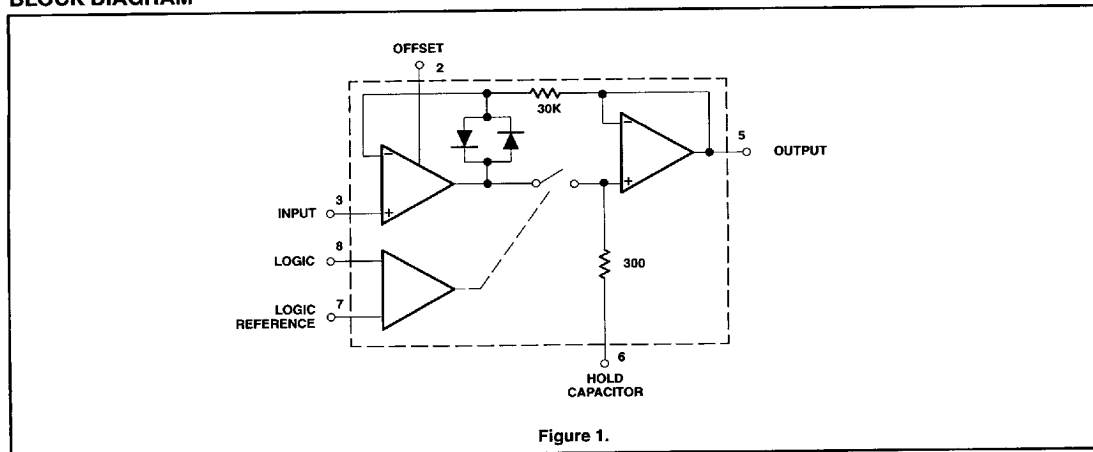 BLOCK DIAGRAM
OFFSET
2
30K
−
+
−
+
5
OUTPUT
INPUT
3
8
LOGIC
300
7
LOGIC
REFERENCE
6
HOLD
CAPACITOR
Figure 1.